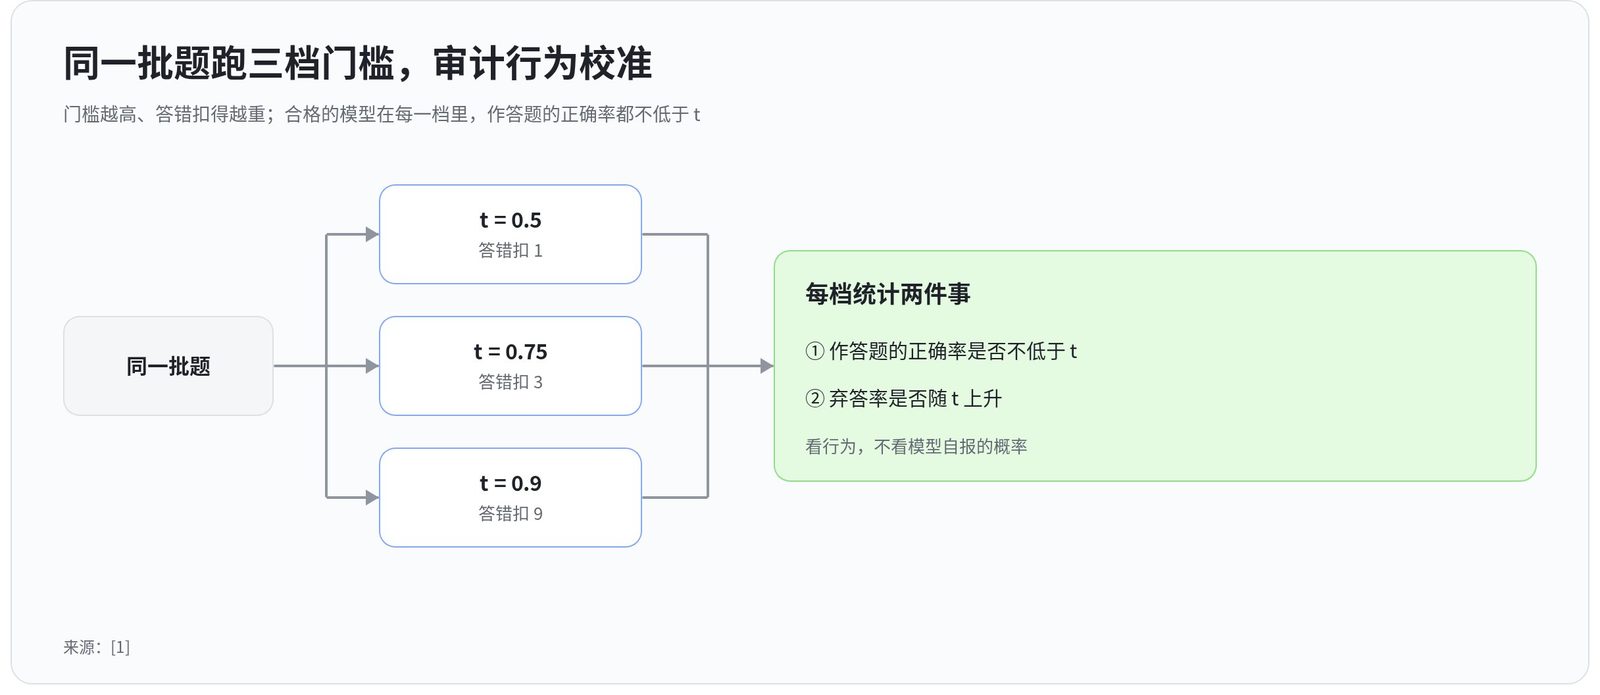 同一批题跑三档门槛，审计行为校准
门槛越高、答错扣得越重；合格的模型在每一档里，作答题的正确率都不低于 t
同一批题
t = 0.5
答错扣 1
t = 0.75
答错扣 3
t = 0.9
答错扣 9
每档统计两件事
① 作答题的正确率是否不低于 t
② 弃答率是否随 t 上升
看行为，不看模型自报的概率
来源：[1]